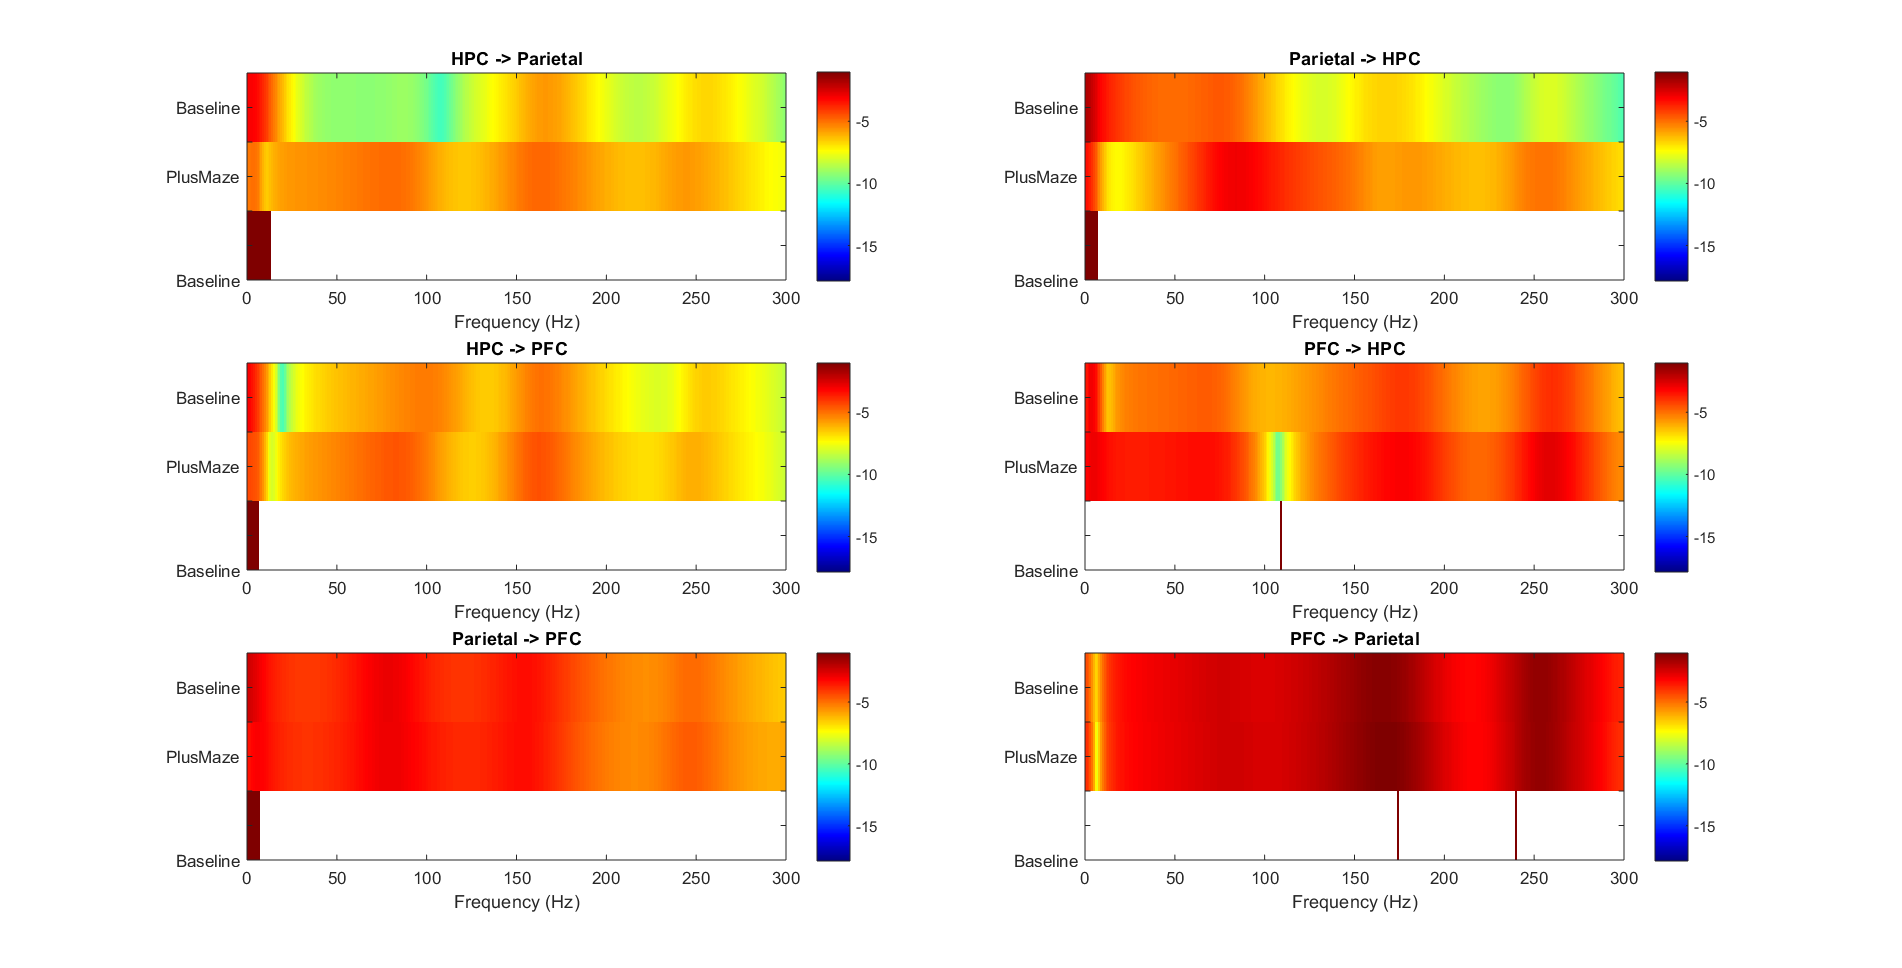 HPC -> Parietal
Baseline
PlusMaze
Baseline
0 50 100 150 200 250 300
Frequency (Hz)
-5
-10
-15
Parietal -> HPC
Baseline
PlusMaze
Baseline
0 50 100 150 200 250 300
Frequency (Hz)
-5
-10
-15
HPC -> PFC
Baseline
PlusMaze
Baseline
0 50 100 150 200 250 300
Frequency (Hz)
-5
-10
-15
PFC -> HPC
Baseline
PlusMaze
Baseline
0 50 100 150 200 250 300
Frequency (Hz)
-5
-10
-15
Parietal -> PFC
Baseline
PlusMaze
Baseline
0 50 100 150 200 250 300
Frequency (Hz)
-5
-10
-15
PFC -> Parietal
Baseline
PlusMaze
Baseline
0 50 100 150 200 250 300
Frequency (Hz)
-5
-10
-15